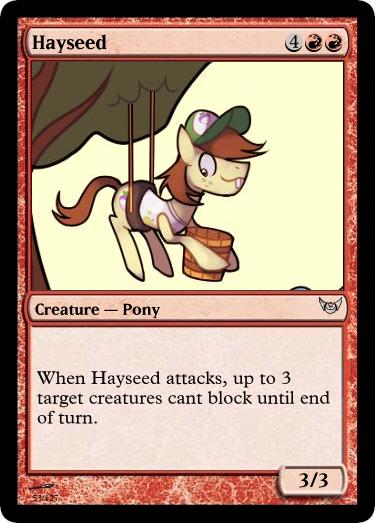 Hayseed 4
Creature — Pony
When Hayseed attacks, up to 3
target creatures cant block until end
of turn.
3/3